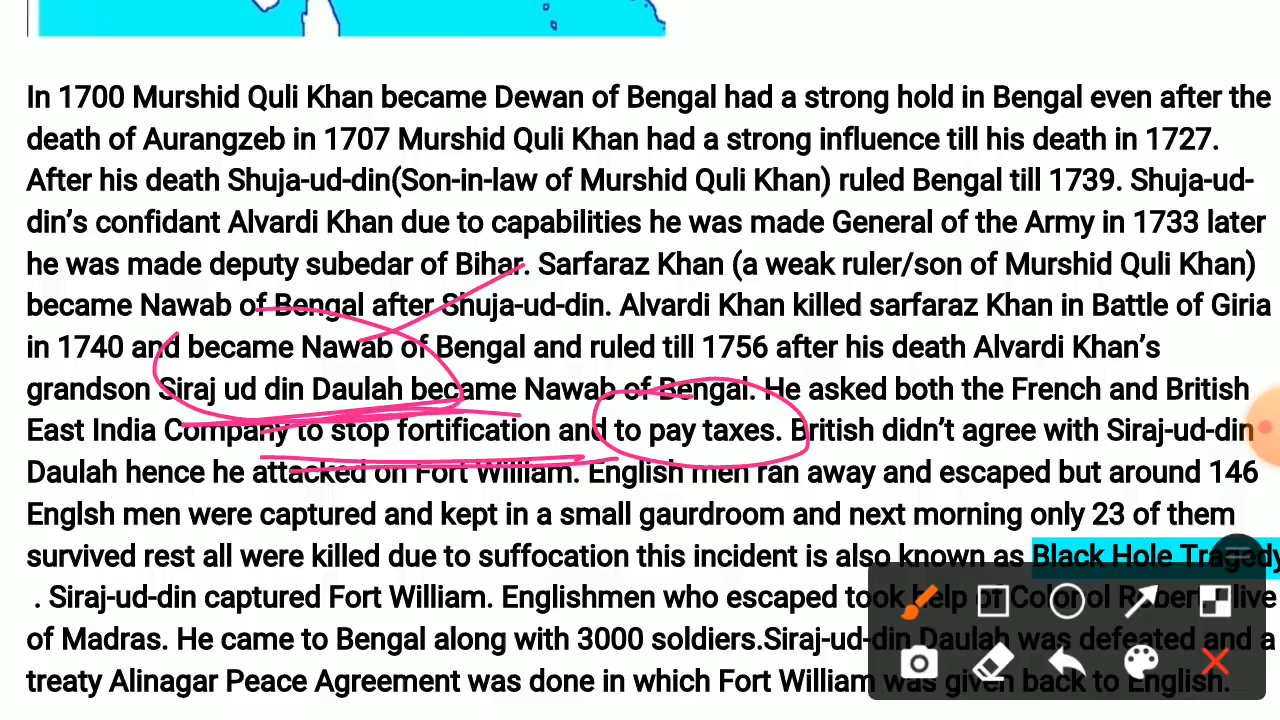 In 1700 Murshid Quli Khan became Dewan of Bengal had a strong hold in Bengal even after the
death of Aurangzeb in 1707 Murshid Quli Khan had a strong influence till his death in 1727.
After his death Shuja-ud-din(Son-in-law of Murshid Quli Khan) ruled Bengal till 1739. Shuja-ud-
din’s confidant Alvardi Khan due to capabilities he was made General of the Army in 1733 later
he was made deputy subedar of Bihar. Sarfaraz Khan (a weak ruler/son of Murshid Quli Khan)
became Nawab of Bengal after Shuja-ud-din. Alvardi Khan killed sarfaraz Khan in Battle of Giria
in 1740 and became Nawab of Bengal and ruled till 1756 after his death Alvardi Khan’s
grandson Siraj ud din Daulah became Nawab of Bengal. He asked both the French and British
East India Company to stop fortification and to pay taxes. British didn’t agree with Siraj-ud-din
Daulah hence he attacked on Fort William. English men ran away and escaped but around 146
Englsh men were captured and kept in a small gaurdroom and next morning only 23 of them
survived rest all were killed due to suffocation this incident is also known as Black Hole Tragedy
. Siraj-ud-din captured Fort William. Englishmen who escaped took help of
of Madras. He came to Bengal along with 3000 soldiers.Siraj-ud-din Daulah was defeated and a
treaty Alinagar Peace Agreement was done in which Fort William was given back to English.